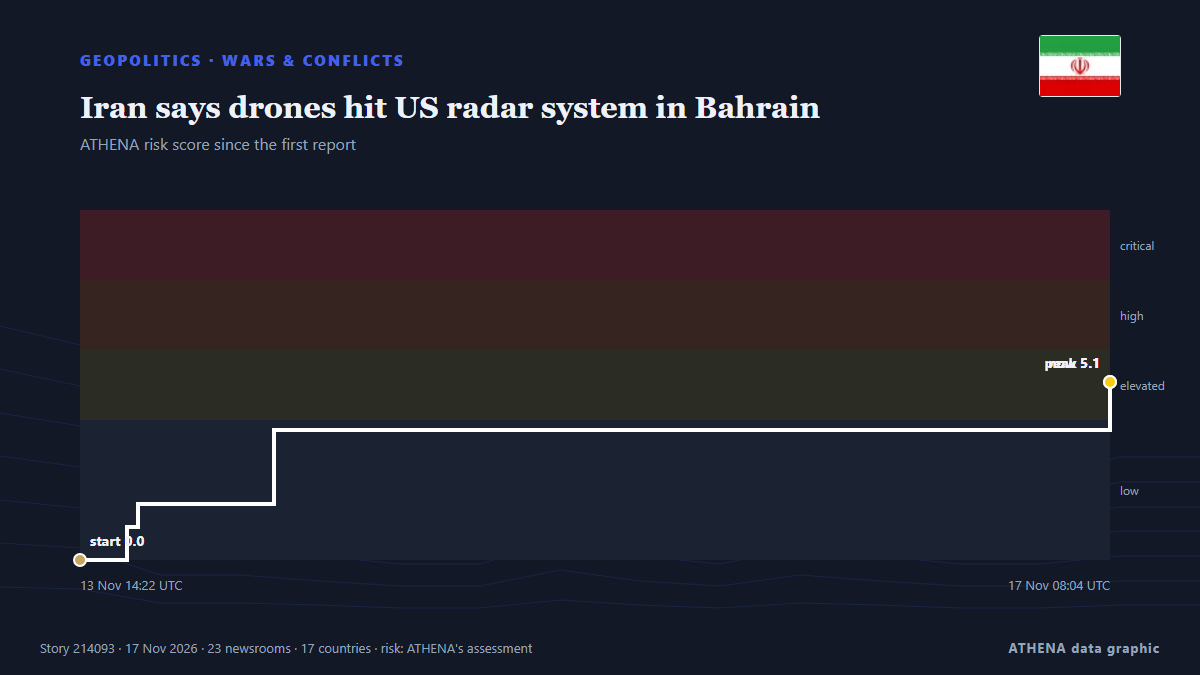 GEOPOLITICS · WARS & CONFLICTS
Iran says drones hit US radar system in Bahrain
ATHENA risk score since the first report
critical
high
peak 5.1
elevated
low
start 0.0
13 Nov 14:22 UTC
17 Nov 08:04 UTC
Story 214093 · 17 Nov 2026 · 23 newsrooms · 17 countries · risk: ATHENA's assessment
ATHENA data graphic